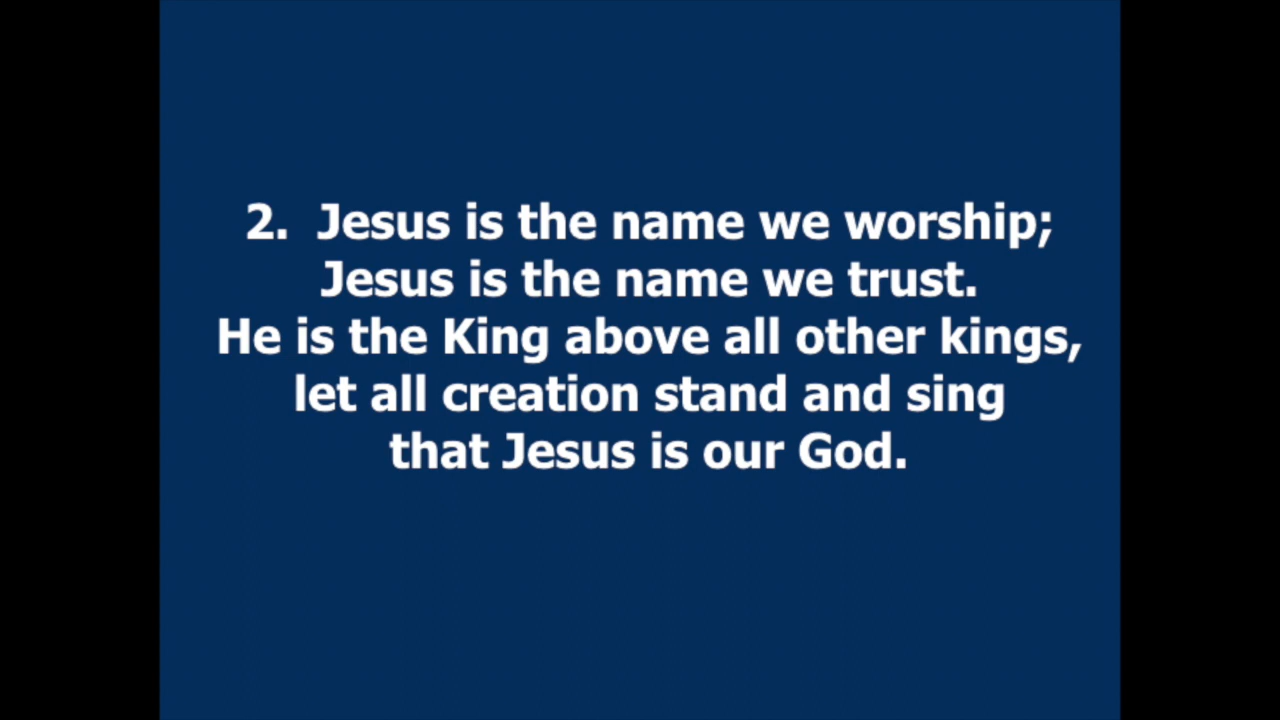 2.  Jesus is the name we worship;
Jesus is the name we trust.
He is the King above all other kings,
let all creation stand and sing
that Jesus is our God.